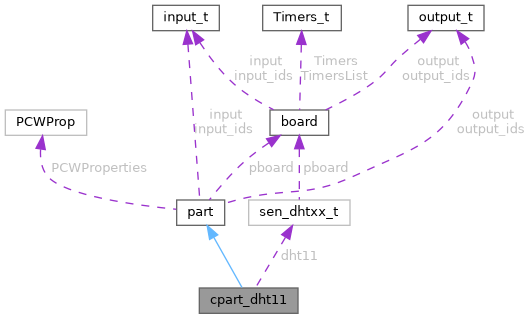 input_t
Timers_t
output_t
input
input_ids
Timers
TimersList
output
output_ids
PCWProp
board
input
input_ids
output
output_ids
PCWProperties
pboard
pboard
part
sen_dhtxx_t
dht11
cpart_dht11